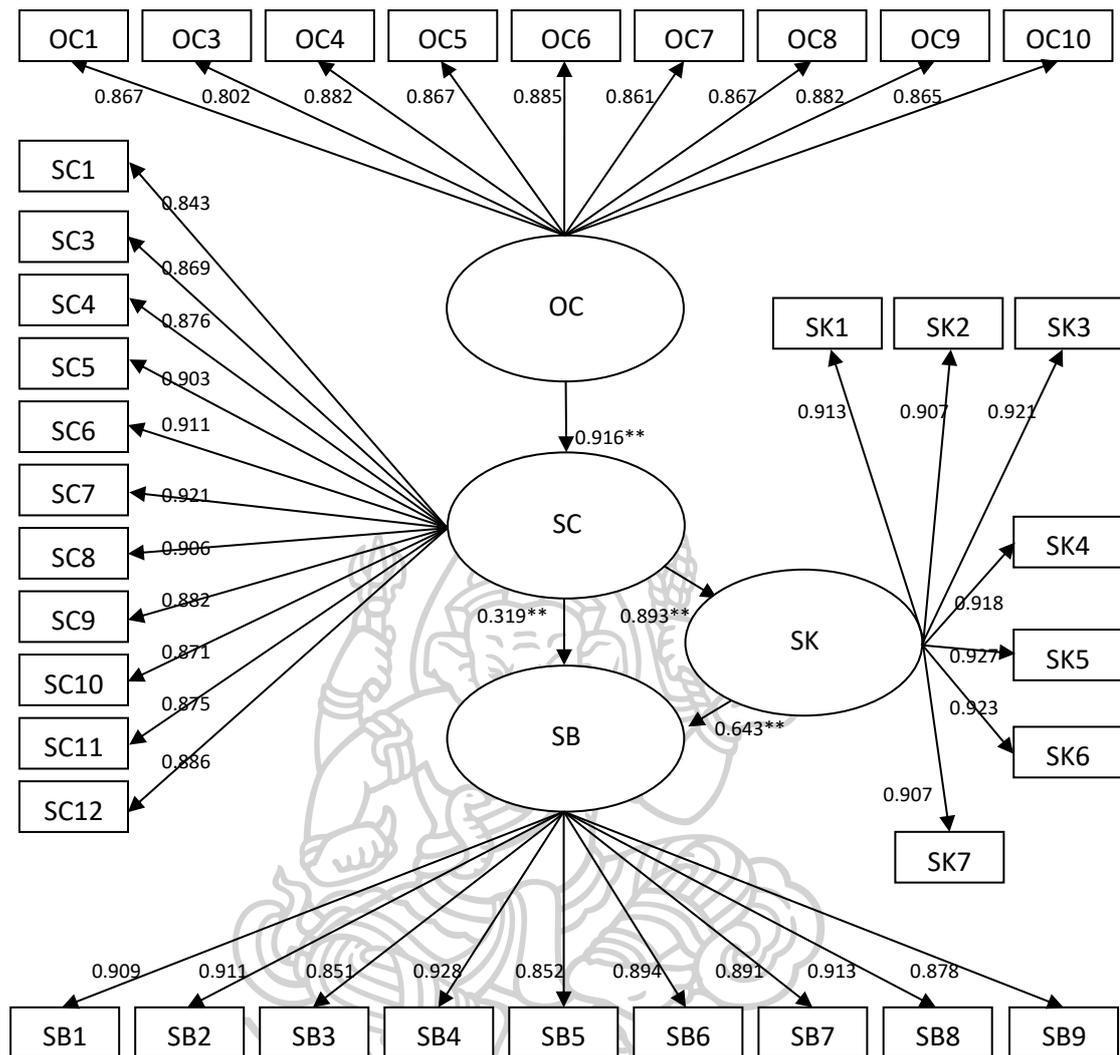 OC1 OC3 OC4 OC5 OC6 OC7 OC8 OC9 OC10
0.867 0.802 0.882 0.867 0.885 0.861 0.867 0.882 0.865
SC1
0.843
SC3
0.869
SC4
0.876
SC5
0.903
SC6
0.911
SC7
0.921
SC8
0.906
SC9
0.882
SC10
0.871
SC11
0.875
SC12
0.886
OC
0.916**
SC
0.319** 0.893**
SK1 SK2 SK3
0.913 0.907 0.921
SK4
0.918
SK
SK5
0.927
0.923
SK6
0.907
SK7
0.643**
SB
0.909 0.911 0.851 0.928 0.852 0.894 0.891 0.913 0.878
SB1 SB2 SB3 SB4 SB5 SB6 SB7 SB8 SB9